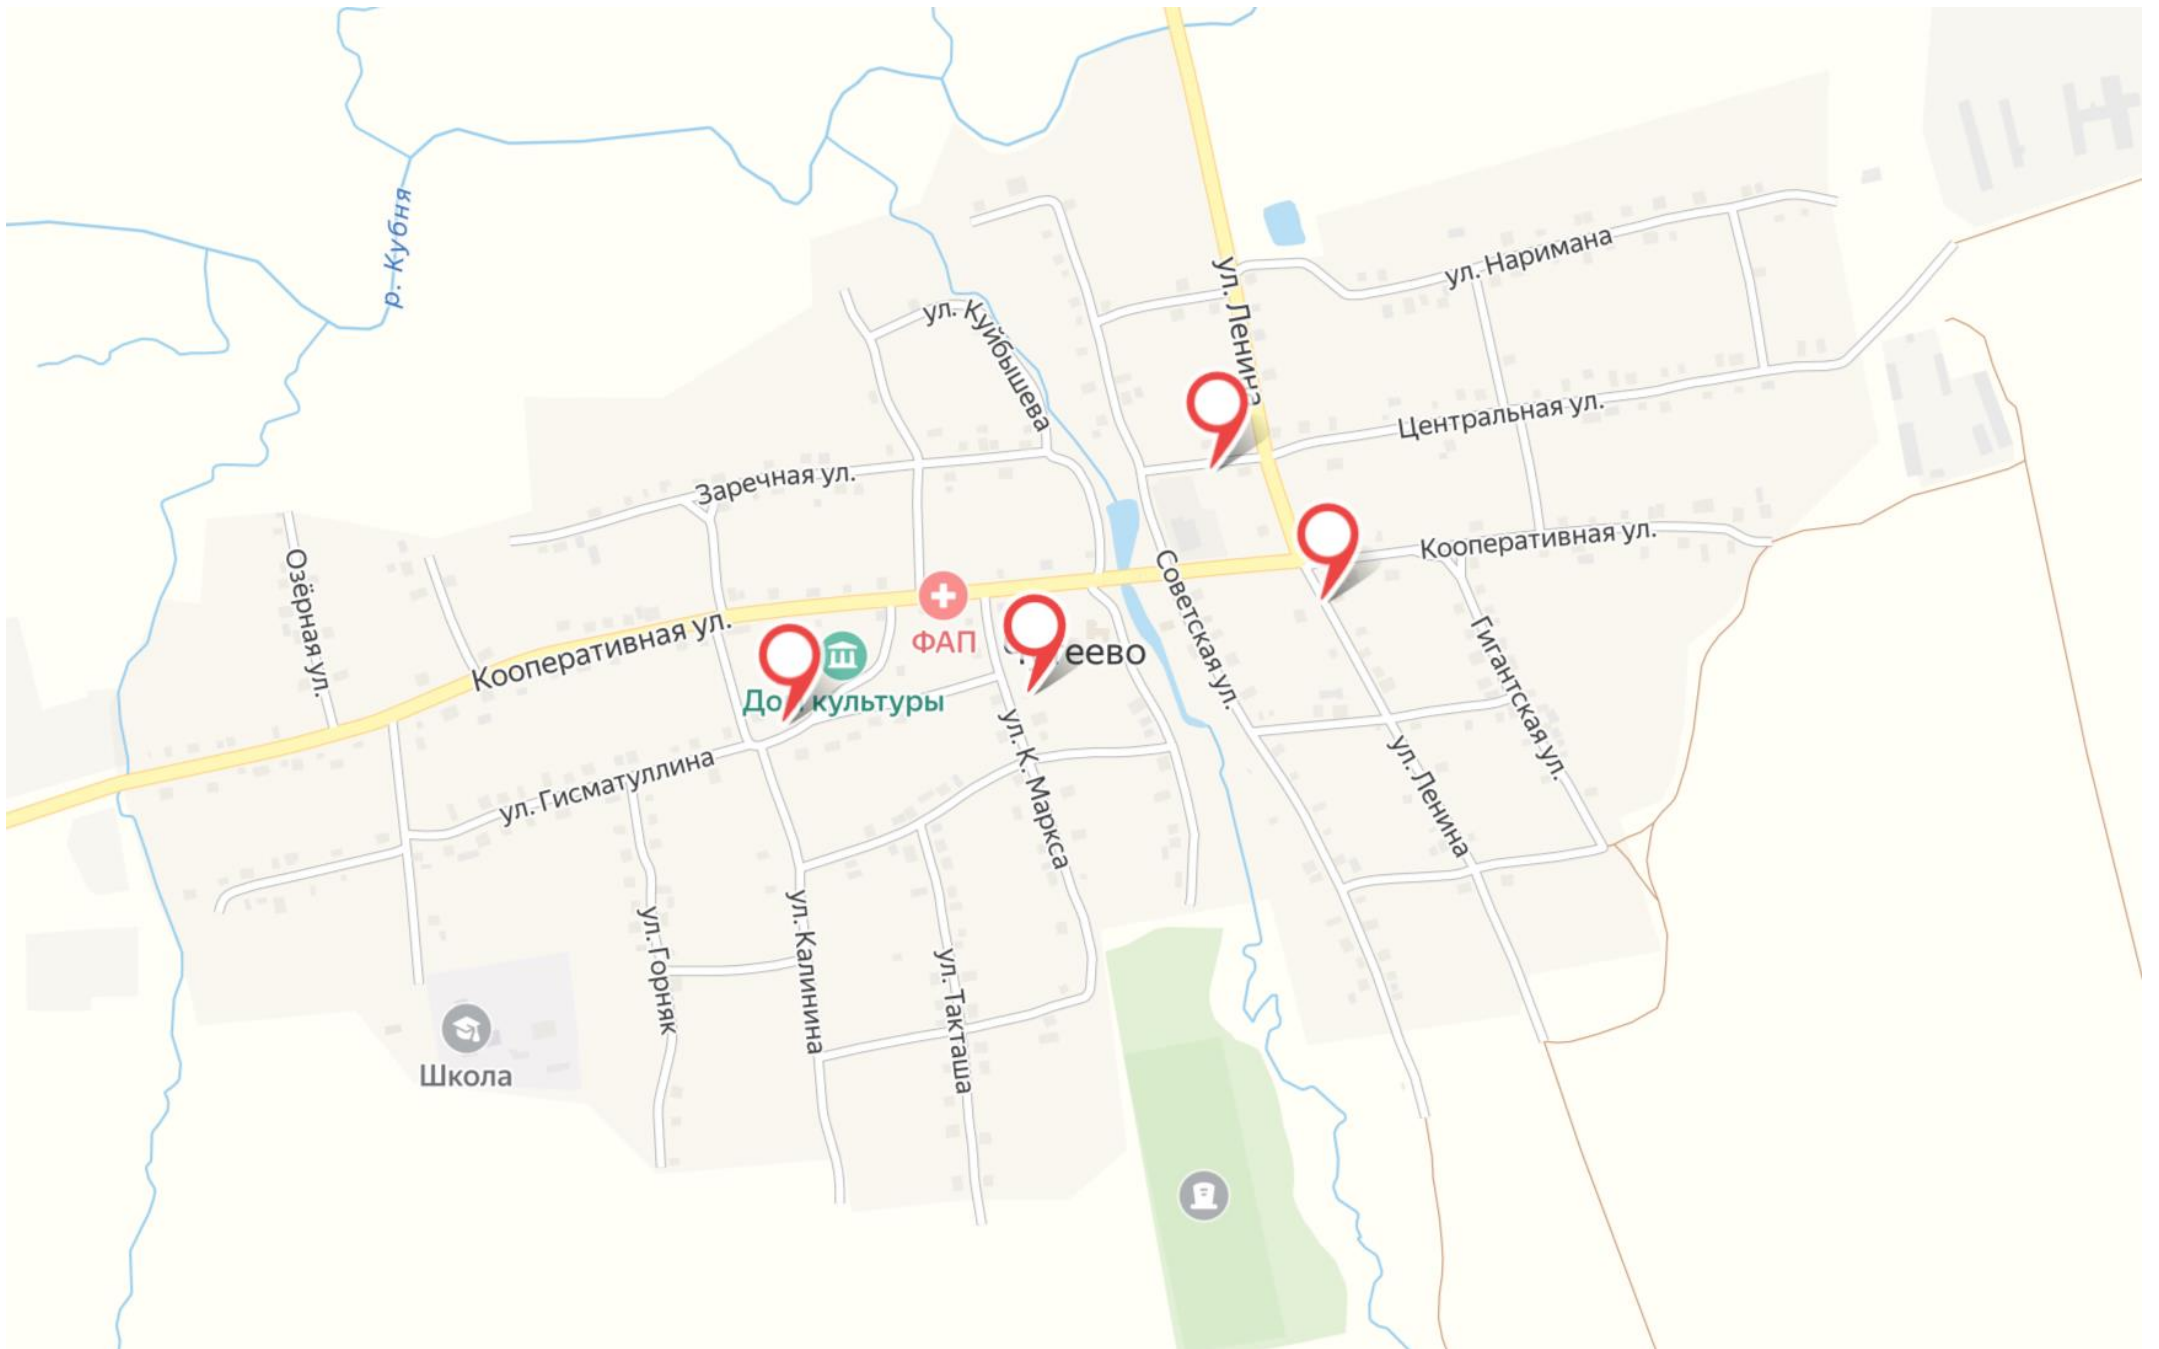 р. Кубня
ул. Наримана
ул. Ленина
ул. Куйбышева
Центральная ул.
Заречная ул.
Кооперативная ул.
Озёрная ул.
Советская ул.
ФАП
еево
Кооперативная ул.
Гигантская ул.
До культуры
ул. К. Маркса
ул. Ленина
ул. Гисматуллина
ул. Горняк
ул. Калинина
ул. Такташа
Школа